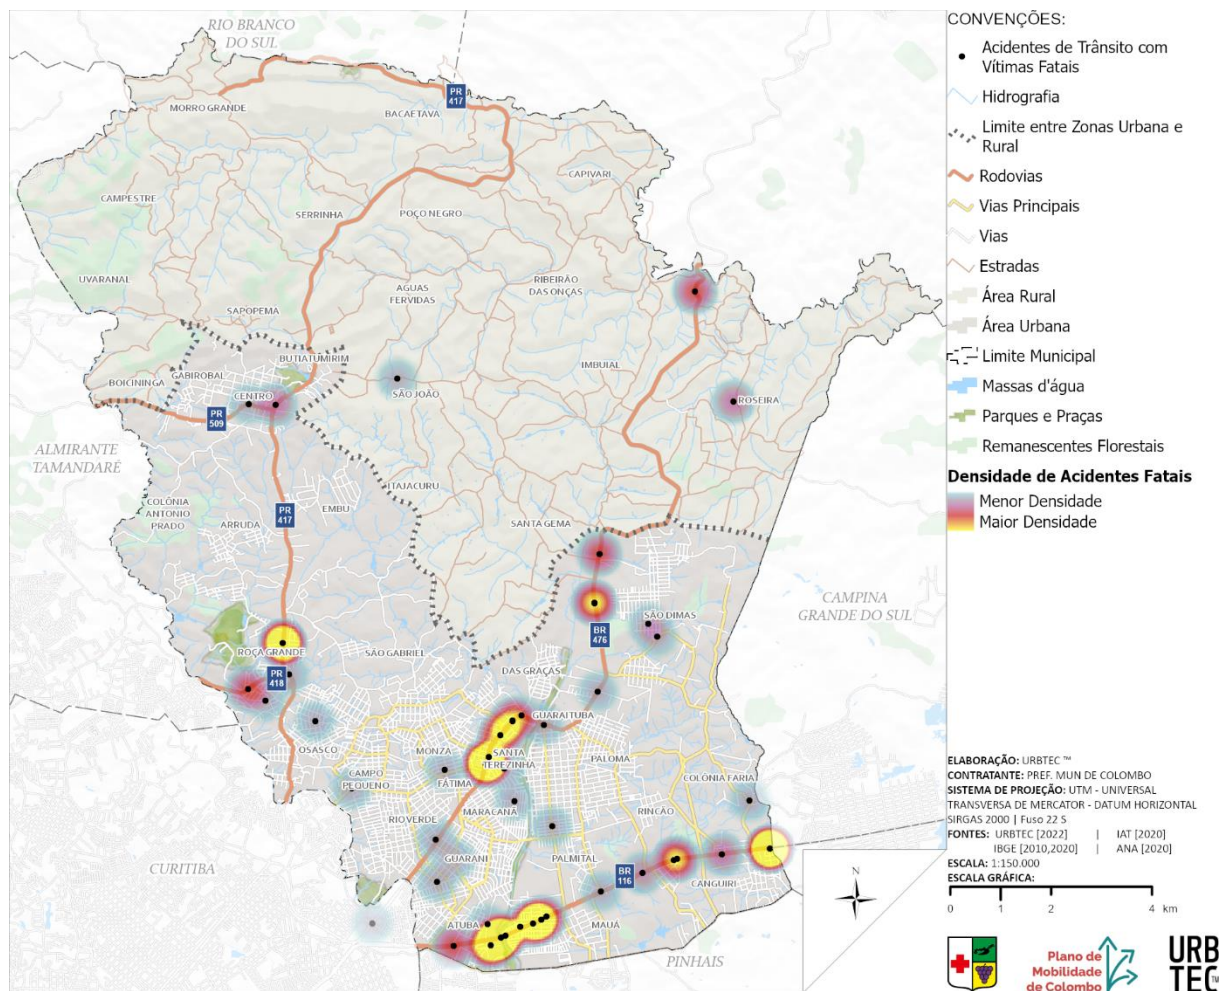 RIO BRANCO
DO SUL
MORRO GRANDE
PR
417
BACAETAVA
CAPIVARI
CAMPESTRE
SERRINHA
POÇO NEGRO
UVARANAL
AGUAS
FERVIDAS
RIBEIRÃO
DAS ONÇAS
SAPOPEMA
BUTIATUMIRIM
GABIROBAL
BOICININGA
CENTRO
IMBUIAL
SÃO JOÃO
ROSEIRA
PR
509
ALMIRANTE
TAMANDARÉ
COLÔNIA
ANTONIO
PRADO
ITAJACURU
EMBU
ARRUDA
PR
417
SANTA GEMA
CAMPINA
GRANDE DO SUL
SÃO DIMAS
BR
476
ROÇA GRANDE
SÃO GABRIEL
DAS GRAÇAS
PR
418
GUARAITUBA
OSASCO
MONZA
SANTA
TEREZINHA
PALOMA
CAMPO
PEQUENO
FÁTIMA
COLÔNIA FARIA
RIO VERDE
MARACANÃ
RINCÃO
CURITIBA
GUARANI
PALMITAL
BR
116
CANGUIRI
ATUBA
MAUÁ
PINHAIS
N
CONVENÇÕES:
Acidentes de Trânsito com
Vítimas Fatais
Hidrografia
Limite entre Zonas Urbana e
Rural
Rodovias
Vias Principais
Vias
Estradas
Área Rural
Área Urbana
Limite Municipal
Massas d'água
Parques e Praças
Remanescentes Florestais
Densidade de Acidentes Fatais
Menor Densidade
Maior Densidade
ELABORAÇÃO: URBTEC ™
CONTRATANTE: PREF. MUN DE COLOMBO
SISTEMA DE PROJEÇÃO: UTM - UNIVERSAL
TRANSVERSA DE MERCATOR - DATUM HORIZONTAL
SIRGAS 2000 | Fuso 22 S
FONTES: URBTEC [2022] | IAT [2020]
IBGE [2010,2020] | ANA [2020]
ESCALA: 1:150.000
ESCALA GRÁFICA:
0 1 2 4 km
Plano de
Mobilidade
de Colombo
URB
TEC™